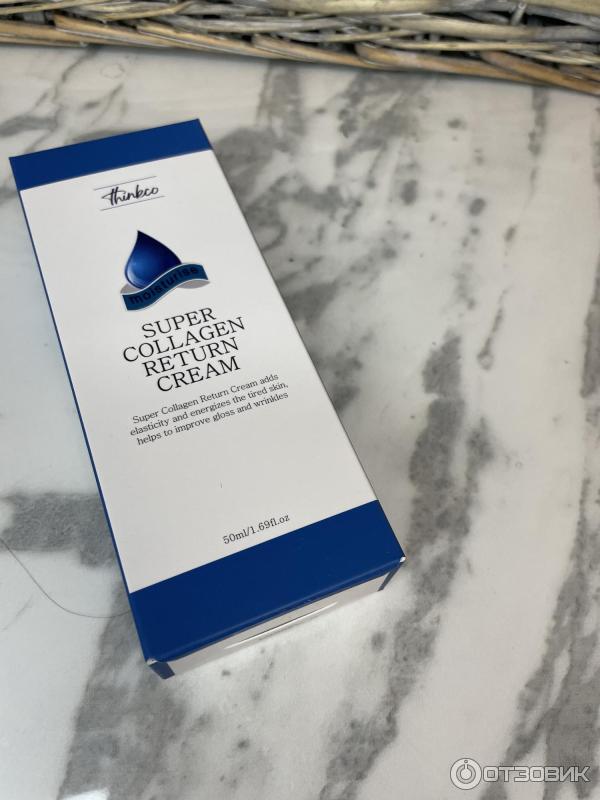 thinkco
moisturise
SUPER
COLLAGEN
RETURN
CREAM
Super Collagen Return Cream adds
elasticity and energizes the tired skin,
helps to improve gloss and wrinkles
50ml/1.69fl.oz
ОТЗОВИК